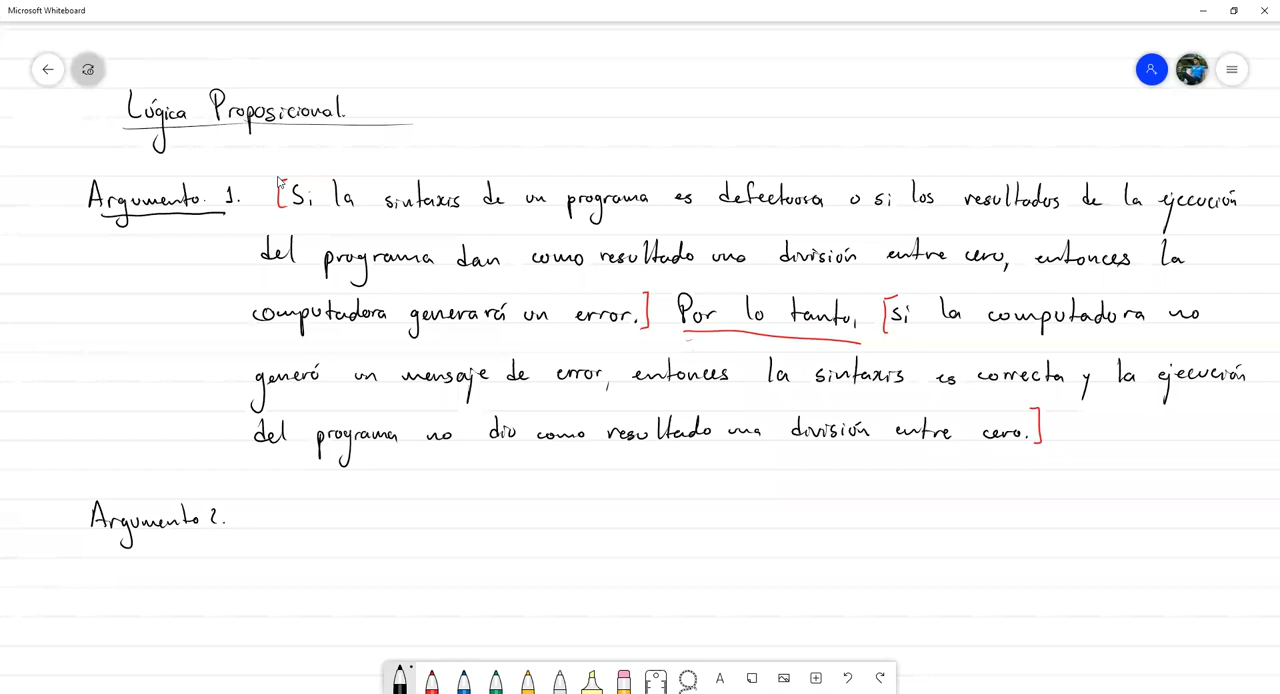 Microsoft Whiteboard
Lógica Proposicional.
Argumento. 1. [Si la sintaxis de un programa es defectuosa o si los resultados de la ejecución
del programa dan como resultado una división entre cero, entonces la
computadora generará un error.] Por lo tanto, [Si la computadora no
generó un mensaje de error, entonces la sintaxis es correcta y la ejecución
del programa no dio como resultado una división entre cero.]
Argumento 2.
A